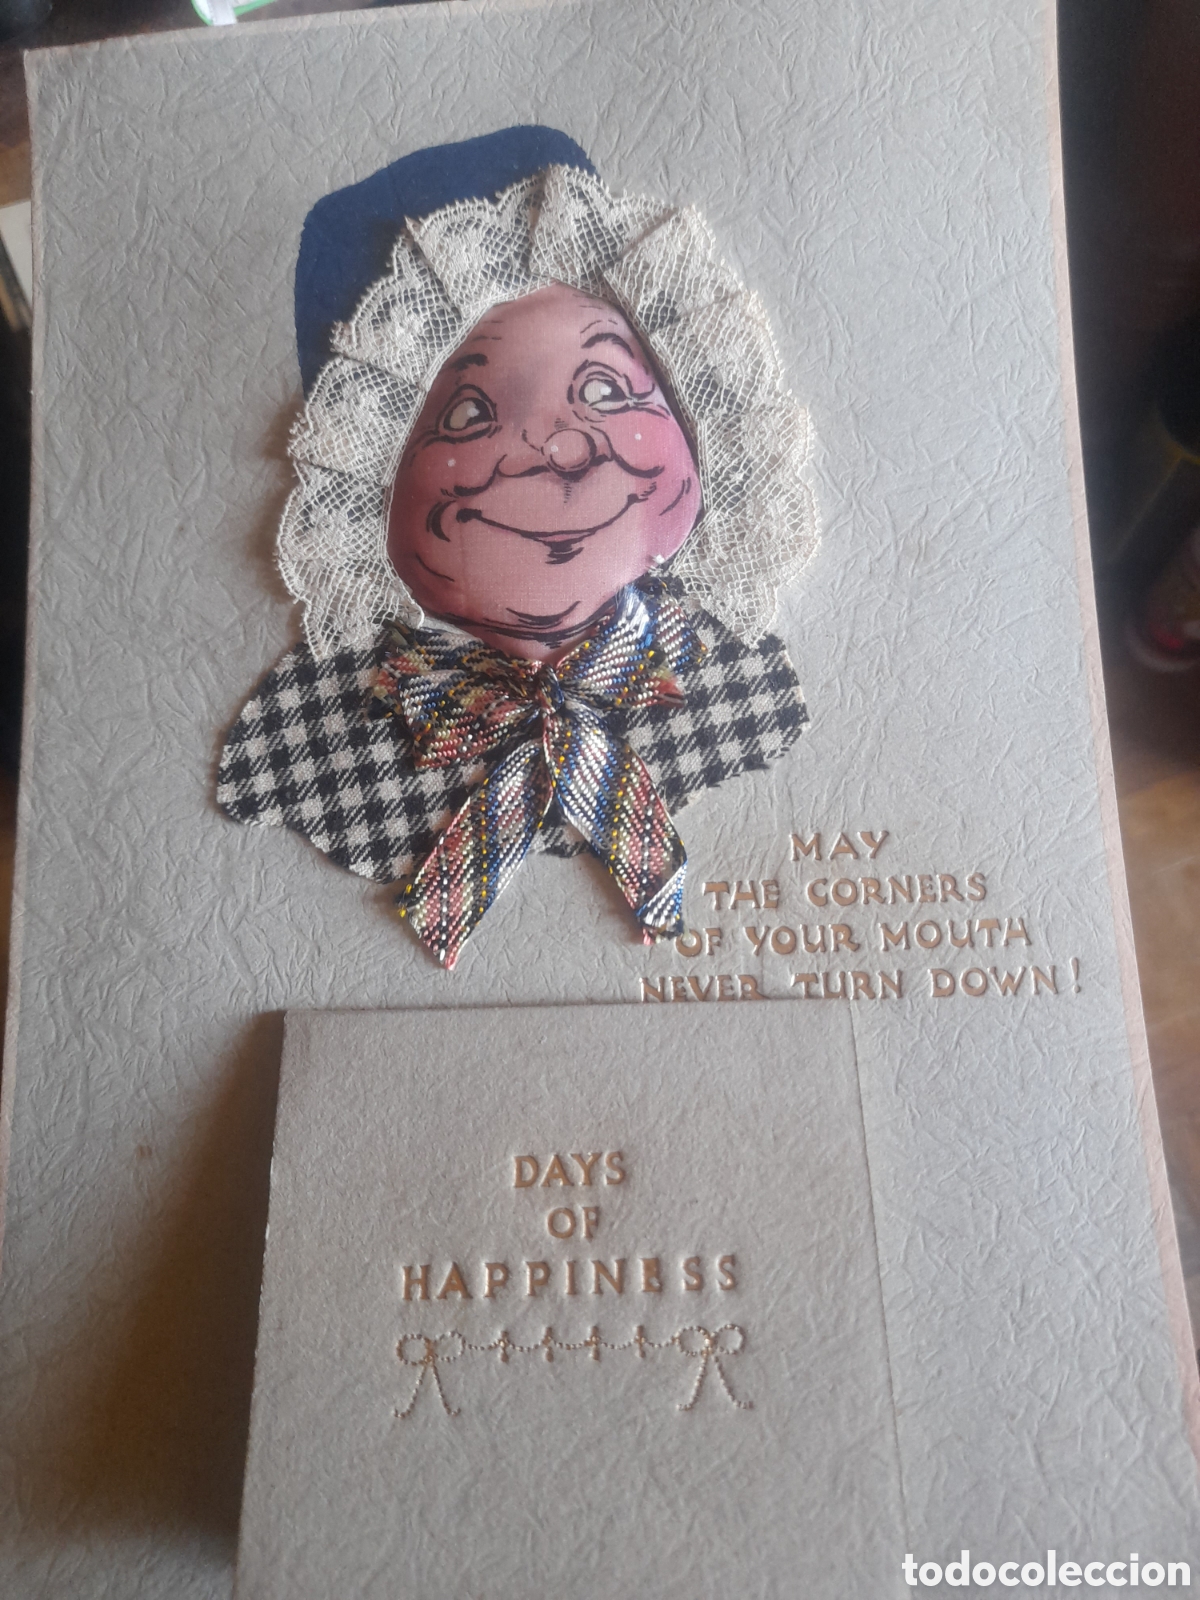 MAY
THE CORNERS
OF YOUR MOUTH
NEVER TURN DOWN!
DAYS
OF
HAPPINESS
todocoleccion